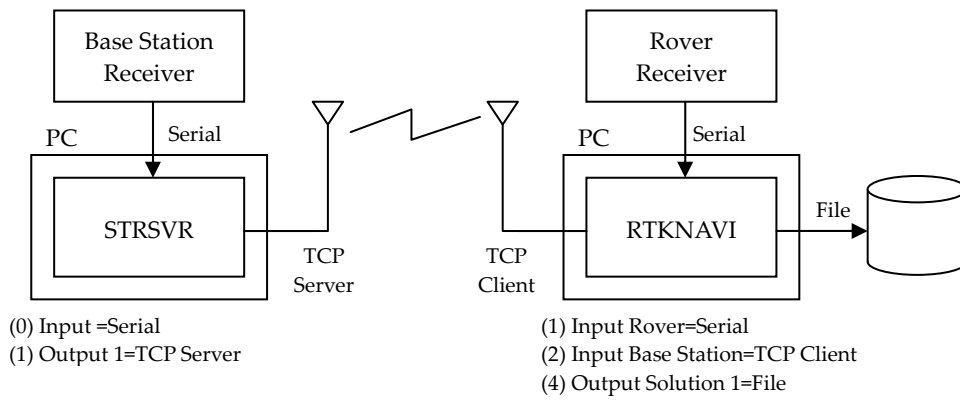 Base Station
Receiver
Rover
Receiver
PC
Serial
PC
Serial
STRSVR
RTKNAVI
File
TCP
Server
TCP
Client
(0) Input =Serial
(1) Output 1=TCP Server
(1) Input Rover=Serial
(2) Input Base Station=TCP Client
(4) Output Solution 1=File